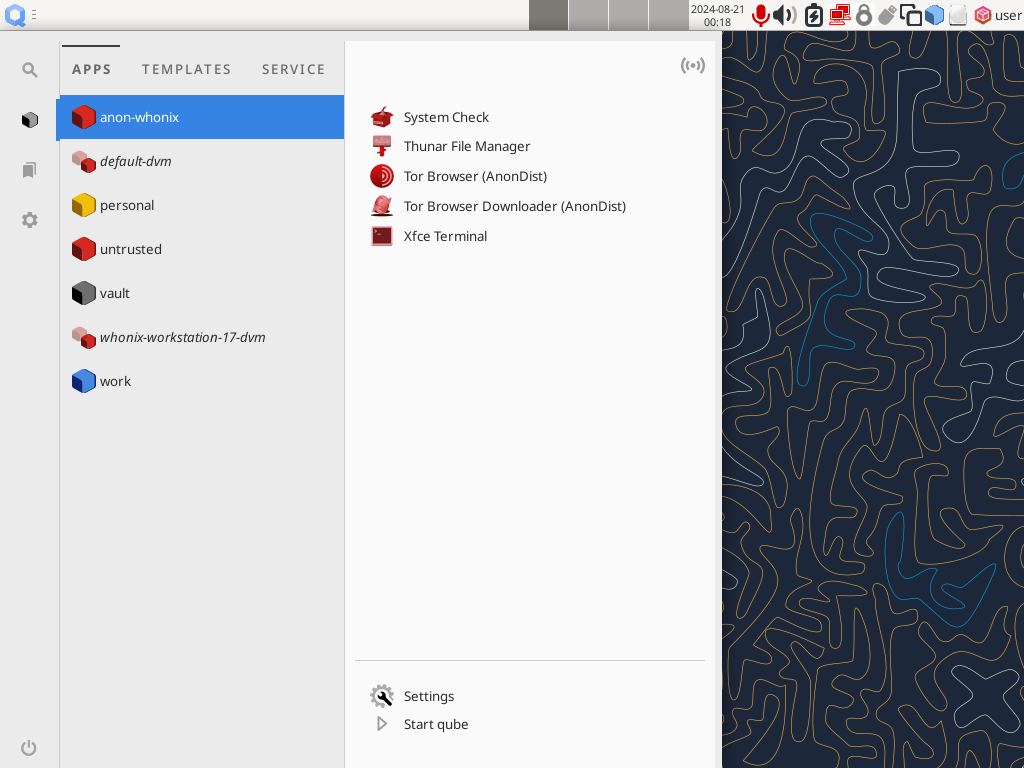 2024-08-21
00:18
user
APPS TEMPLATES SERVICE
anon-whonix
default-dvm
personal
untrusted
vault
whonix-workstation-17-dvm
work
System Check
Thunar File Manager
Tor Browser (AnonDist)
Tor Browser Downloader (AnonDist)
Xfce Terminal
Settings
Start qube